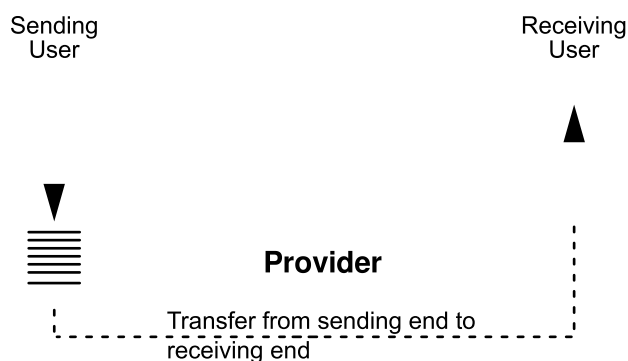 Sending
User
Receiving
User
Provider
Transfer from sending end to
receiving end